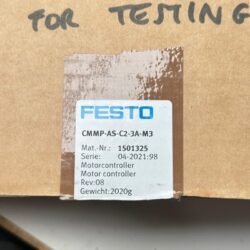 FOR TESTING
FESTO
CMMP-AS-C2-3A-M3
Mat.-Nr.: 1501325
Serie: 04-2021:98
Motorcontroller
Motor controller
Rev:08
Gewicht:2020g